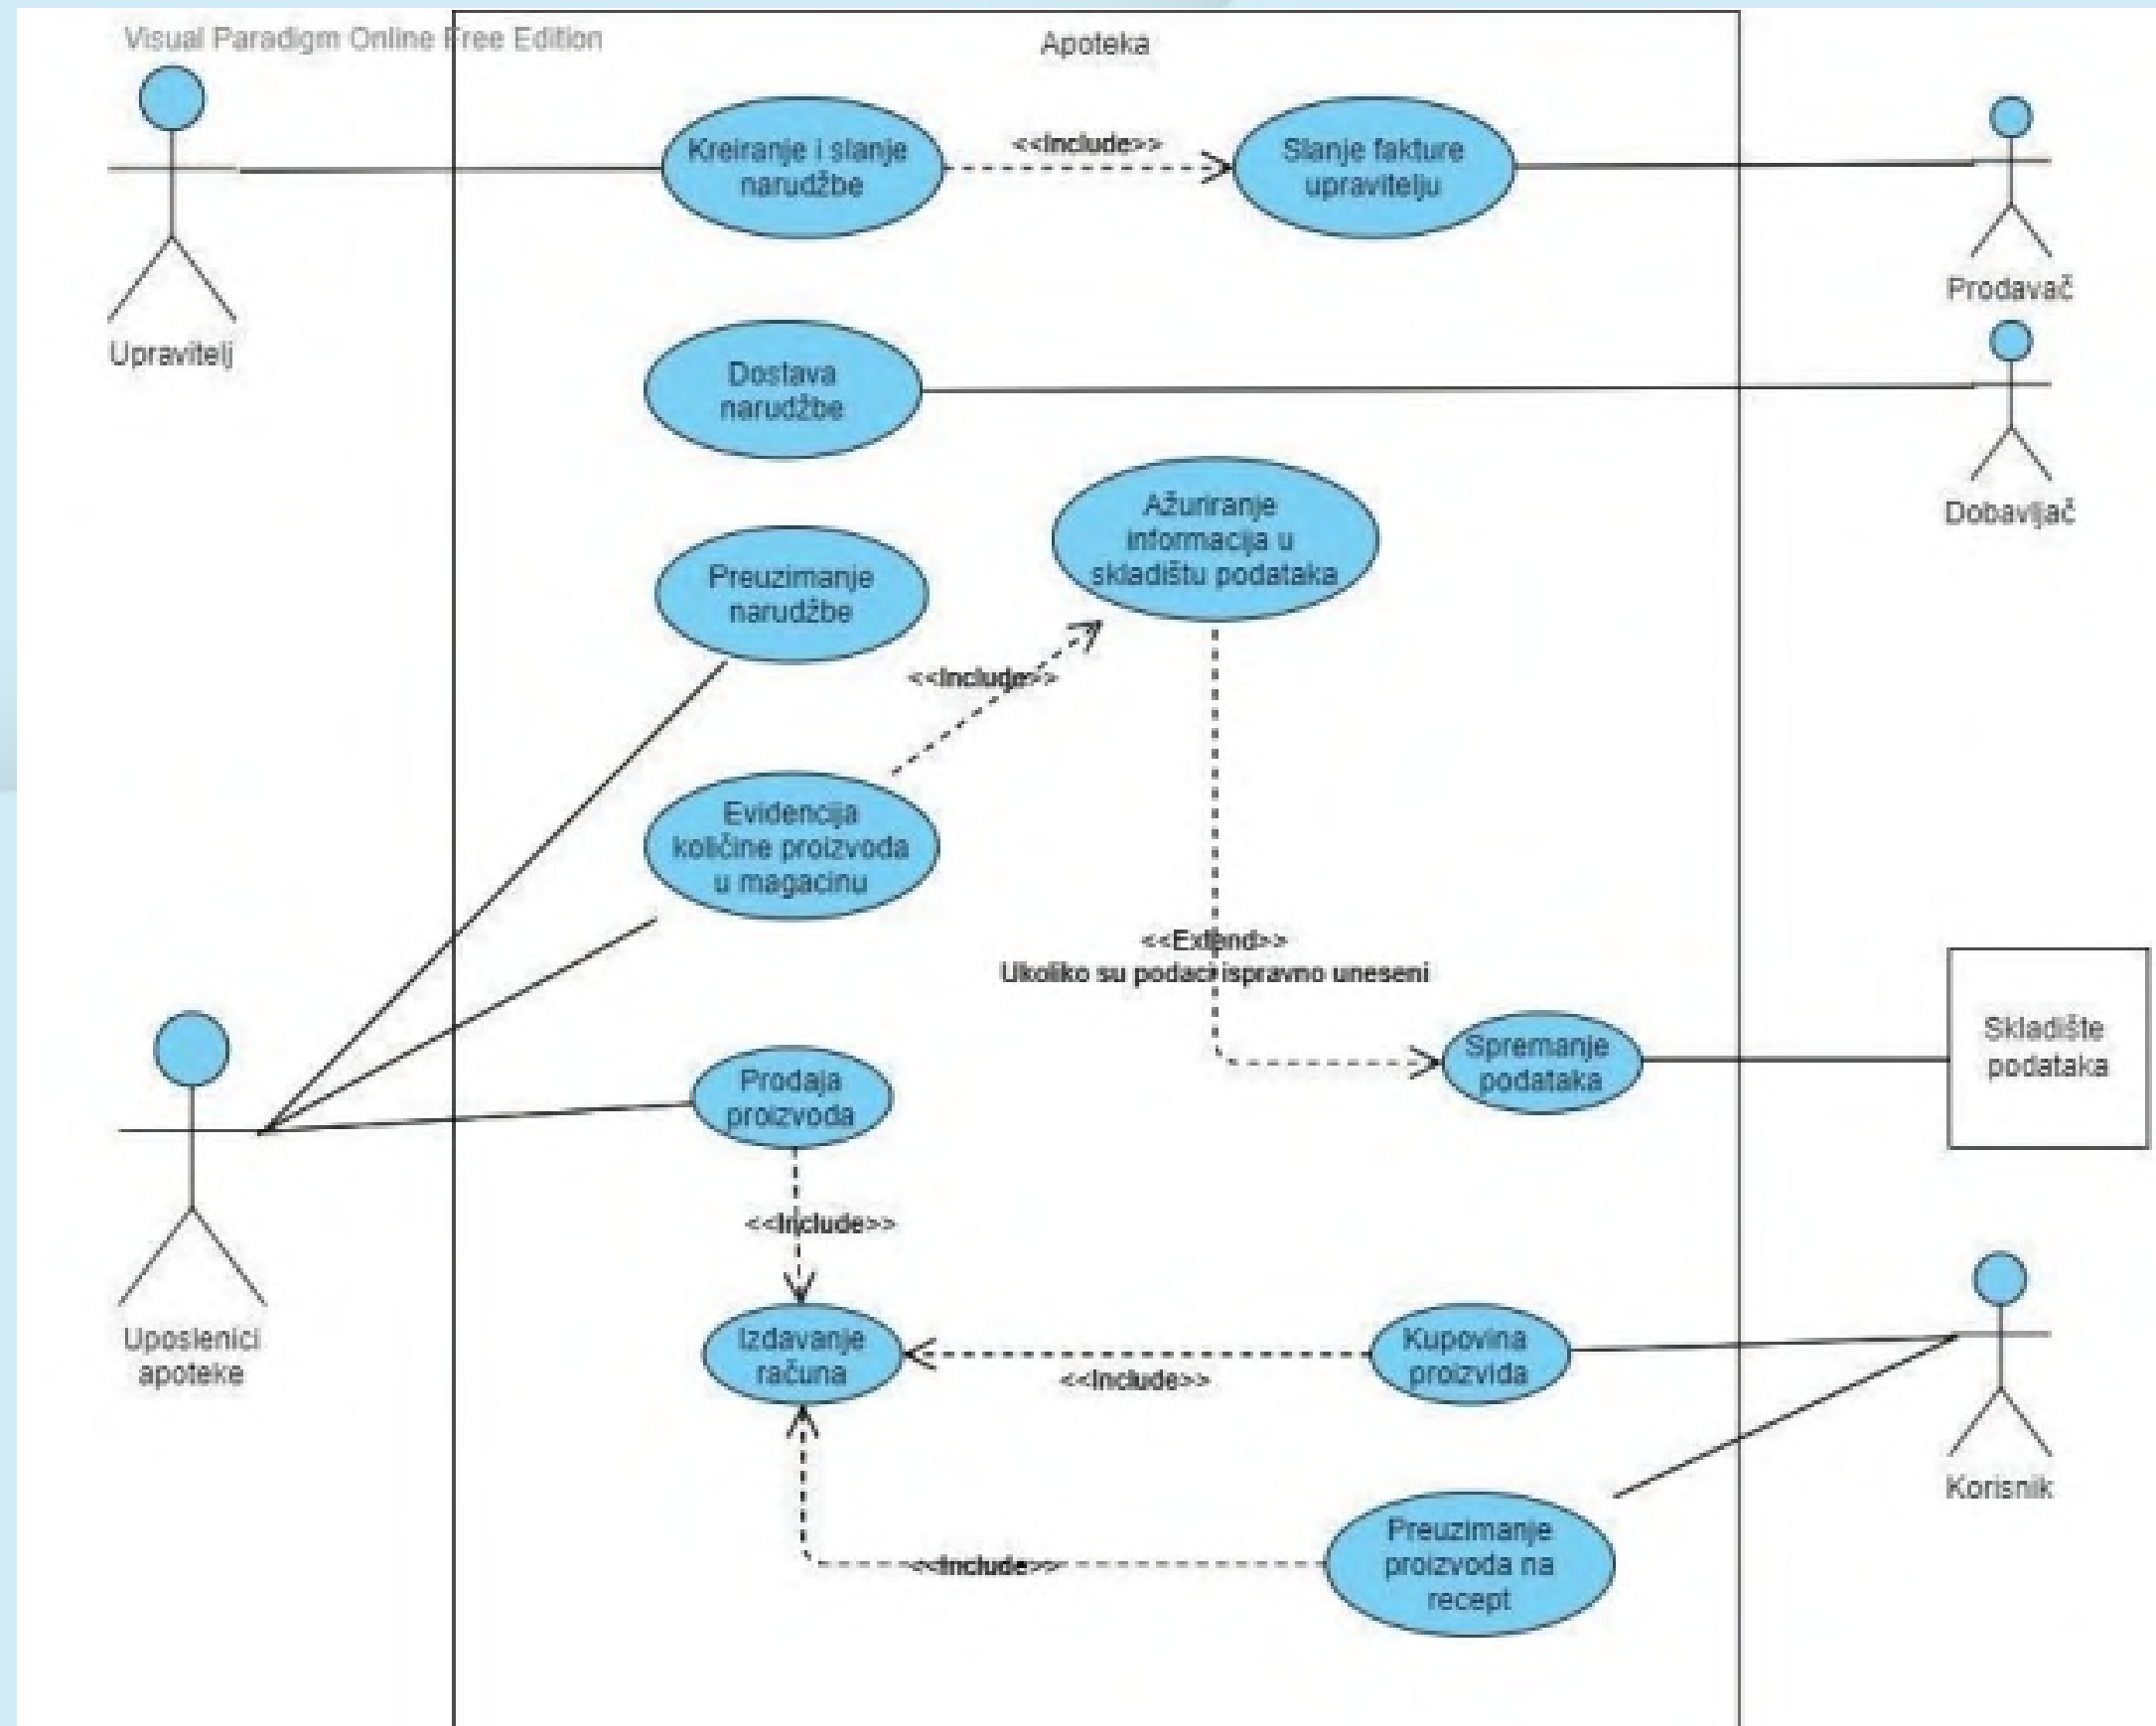 Visual Paradigm Online Free Edition
Apoteka
Kreiranje i slanje
narudžbe
<<Include>>
Slanje fakture
upravitelju
Prodavač
Upravitelj
Dostava
narudžbe
Dobavljač
Ažuriranje
informacija u
skladištu podataka
Preuzimanje
narudžbe
<<Include>>
Evidencija
količine proizvoda
u magacinu
<<Extend>>
Ukoliko su podaci ispravno uneseni
Skladište
podataka
Spremanje
podataka
Prodaja
proizvoda
<<Include>>
Uposlenici
apoteke
Izdavanje
računa
<<Include>>
Kupovina
proizvida
Korisnik
Preuzimanje
proizvoda na
recept
<<Include>>